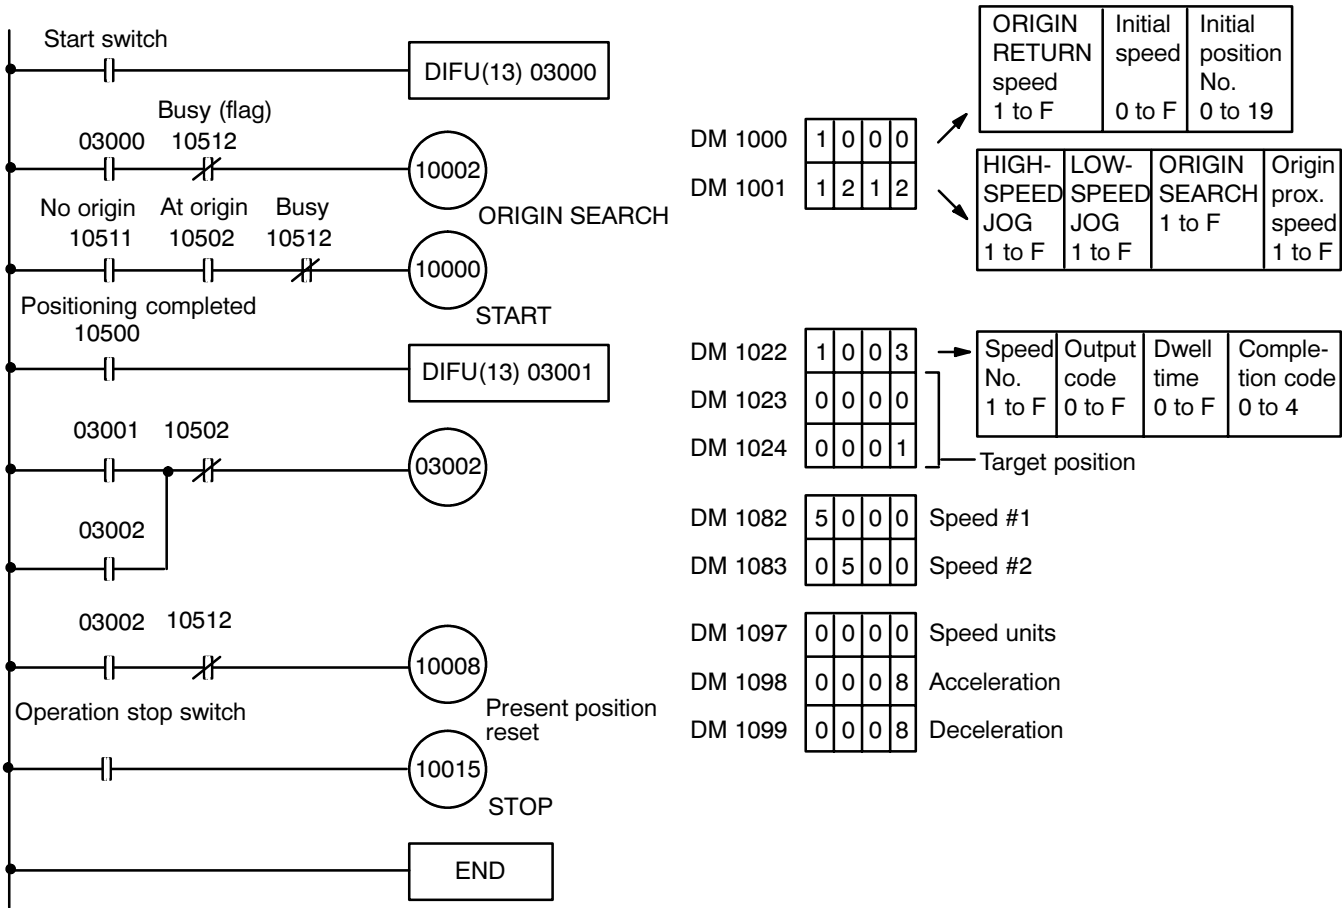 Start switch
DIFU(13) 03000
Busy (flag)
03000 10512
10002
ORIGIN SEARCH
No origin At origin Busy
10511 10502 10512
10000
START
Positioning completed
10500
DIFU(13) 03001
03001 10502
03002
03002
03002 10512
10008
Present position
reset
Operation stop switch
10015
STOP
END
DM 1000 1 0 0 0
DM 1001 1 2 1 2
ORIGIN RETURN speed 1 to F
Initial speed 0 to F
Initial position No. 0 to 19
HIGH-SPEED JOG 1 to F
LOW-SPEED JOG 1 to F
ORIGIN SEARCH 1 to F
Origin prox. speed 1 to F
DM 1022 1 0 0 3
DM 1023 0 0 0 0
DM 1024 0 0 0 1
Speed No. 1 to F
Output code 0 to F
Dwell time 0 to F
Comple-tion code 0 to 4
Target position
DM 1082 5 0 0 0 Speed #1
DM 1083 0 5 0 0 Speed #2
DM 1097 0 0 0 0 Speed units
DM 1098 0 0 0 8 Acceleration
DM 1099 0 0 0 8 Deceleration